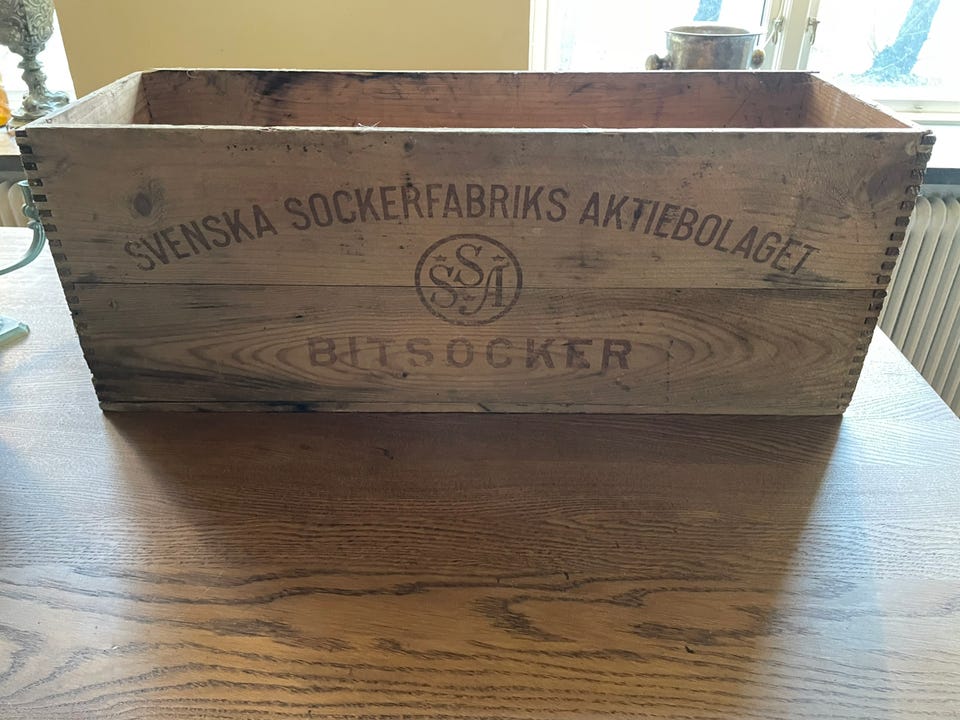 SVENSKA SOCKERFABRIKS AKTIEBOLAGET
SSA
BITSOCKER